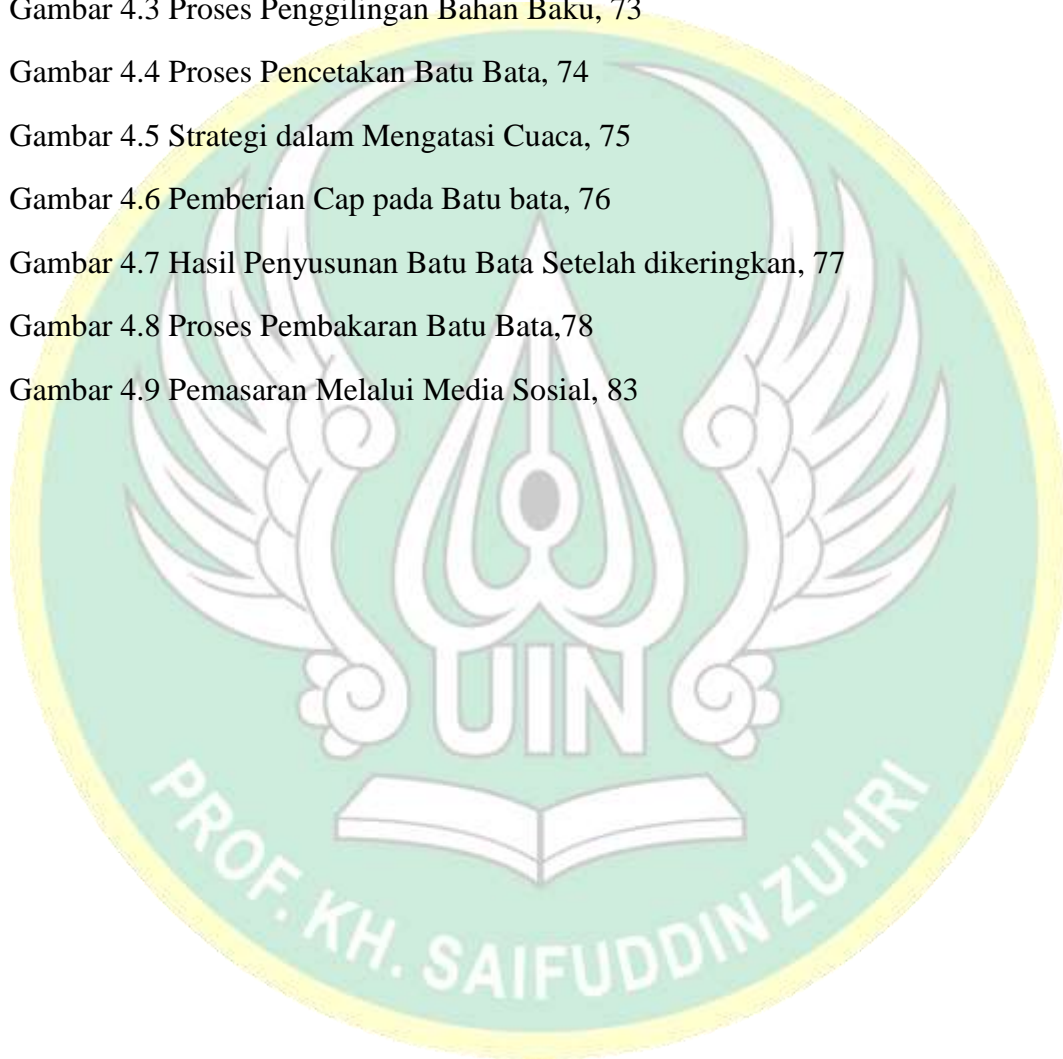 Gambar 4.3 Proses Penggilingan Bahan Baku, 73
Gambar 4.4 Proses Pencetakan Batu Bata, 74
Gambar 4.5 Strategi dalam Mengatasi Cuaca, 75
Gambar 4.6 Pemberian Cap pada Batu bata, 76
Gambar 4.7 Hasil Penyusunan Batu Bata Setelah dikeringkan, 77
Gambar 4.8 Proses Pembakaran Batu Bata,78
Gambar 4.9 Pemasaran Melalui Media Sosial, 83
UIN
PROF. KH. SAIFUDDIN ZUHRI